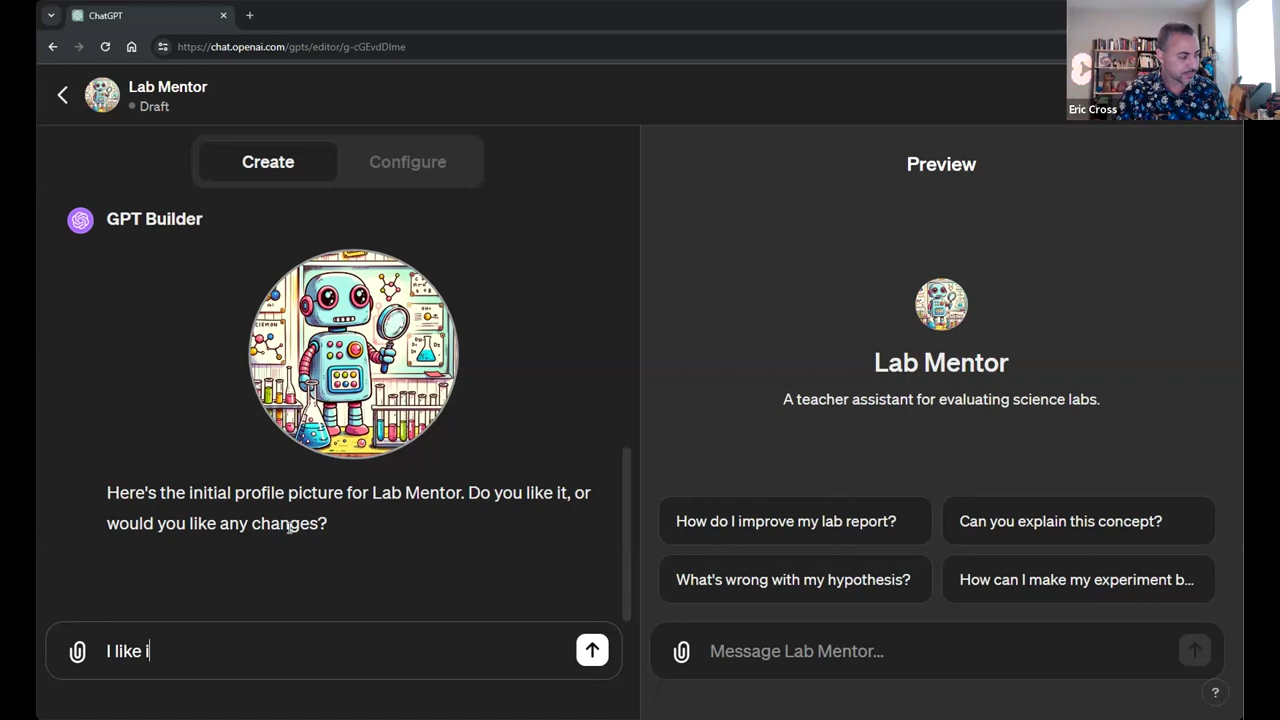 ChatGPT
https://chat.openai.com/gpts/editor/g-cGEvdDIme
Eric Cross
Lab Mentor
Draft
Create
Configure
Preview
GPT Builder
Here's the initial profile picture for Lab Mentor. Do you like it, or
would you like any changes?
I like i
Lab Mentor
A teacher assistant for evaluating science labs.
How do I improve my lab report?
Can you explain this concept?
What's wrong with my hypothesis?
How can I make my experiment b...
Message Lab Mentor...
?